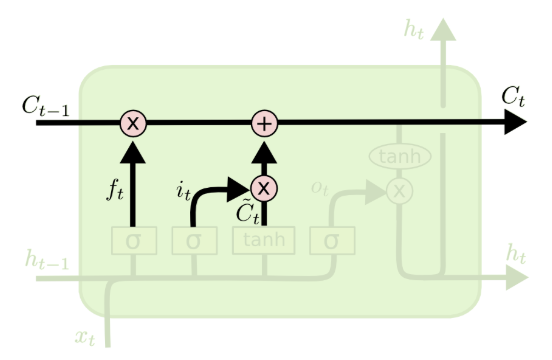 h_t
C_{t-1} x + C_t
tanh
f_t i_t x o_t x
C̃_t
σ σ tanh σ
h_{t-1} h_t
x_t